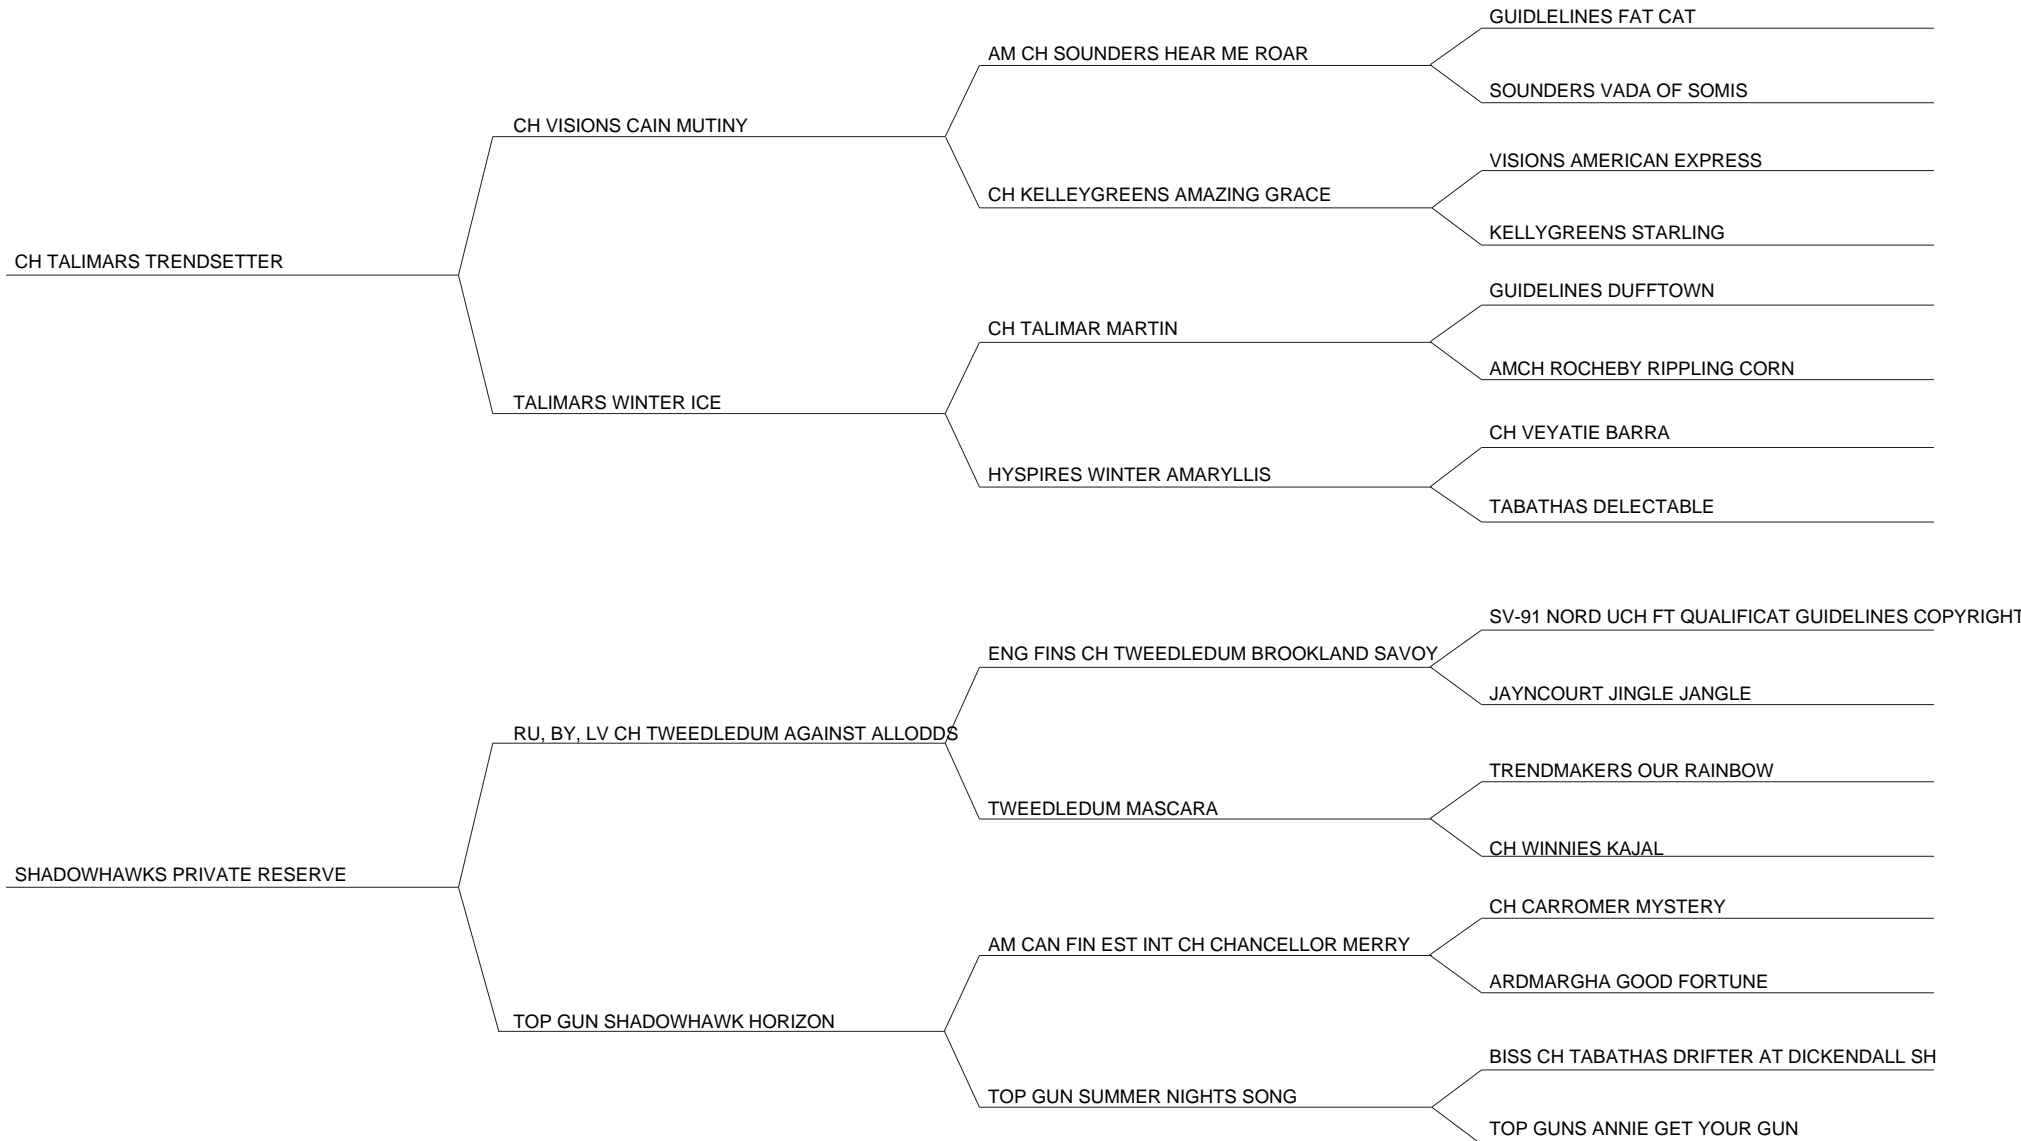 GUIDLELINES FAT CAT
AM CH SOUNDERS HEAR ME ROAR
SOUNDERS VADA OF SOMIS
CH VISIONS CAIN MUTINY
VISIONS AMERICAN EXPRESS
CH KELLEYGREENS AMAZING GRACE
KELLYGREENS STARLING
CH TALIMARS TRENDSETTER
GUIDELINES DUFFTOWN
CH TALIMAR MARTIN
AMCH ROCHEBY RIPPLING CORN
TALIMARS WINTER ICE
CH VEYATIE BARRA
HYSPIRES WINTER AMARYLLIS
TABATHAS DELECTABLE
SV-91 NORD UCH FT QUALIFICAT GUIDELINES COPYRIGHT
ENG FINS CH TWEEDLEDUM BROOKLAND SAVOY
JAYNCOURT JINGLE JANGLE
RU, BY, LV CH TWEEDLEDUM AGAINST ALLODDS
TRENDMAKERS OUR RAINBOW
TWEEDLEDUM MASCARA
CH WINNIES KAJAL
SHADOWHAWKS PRIVATE RESERVE
CH CARROMER MYSTERY
AM CAN FIN EST INT CH CHANCELLOR MERRY
ARDMARGHA GOOD FORTUNE
TOP GUN SHADOWHAWK HORIZON
BISS CH TABATHAS DRIFTER AT DICKENDALL SH
TOP GUN SUMMER NIGHTS SONG
TOP GUNS ANNIE GET YOUR GUN